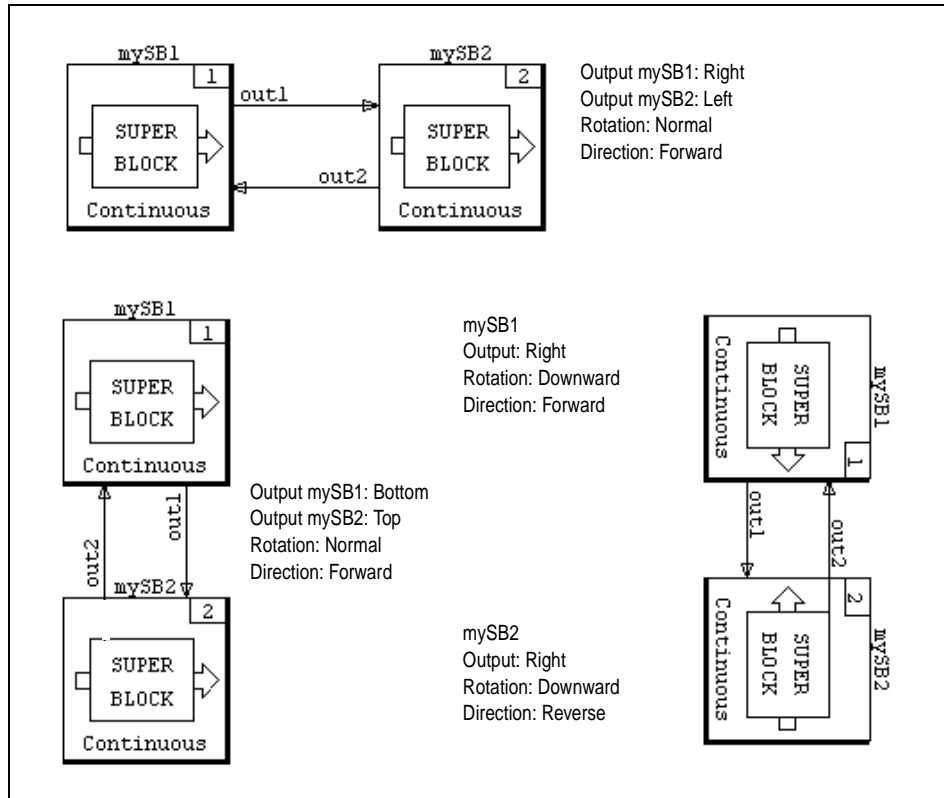 mySB1
1
SUPER
BLOCK
Continuous
out1
out2
mySB2
2
SUPER
BLOCK
Continuous
Output mySB1: Right
Output mySB2: Left
Rotation: Normal
Direction: Forward
mySB1
1
SUPER
BLOCK
Continuous
out2
out1
mySB2
2
SUPER
BLOCK
Continuous
Output mySB1: Bottom
Output mySB2: Top
Rotation: Normal
Direction: Forward
mySB1
Output: Right
Rotation: Downward
Direction: Forward
mySB1
1
SUPER
BLOCK
Continuous
out1
out2
mySB2
Output: Right
Rotation: Downward
Direction: Reverse
mySB2
2
SUPER
BLOCK
Continuous